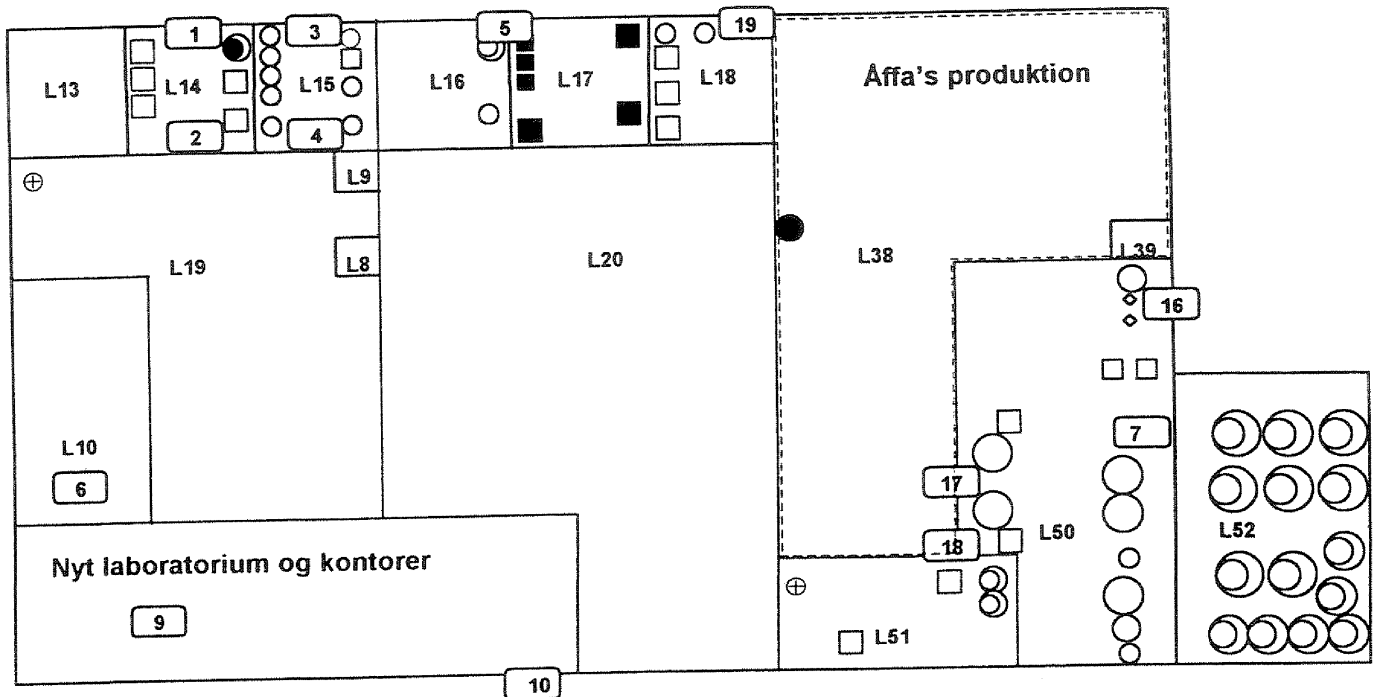 1
3
5
19
L13
L14
L15
L16
L17
L18
Åffa's produktion
2
4
L9
L19
L8
L20
L38
L39
16
L10
6
7
17
18
L50
L52
Nyt laboratorium og kontorer
9
L51
10